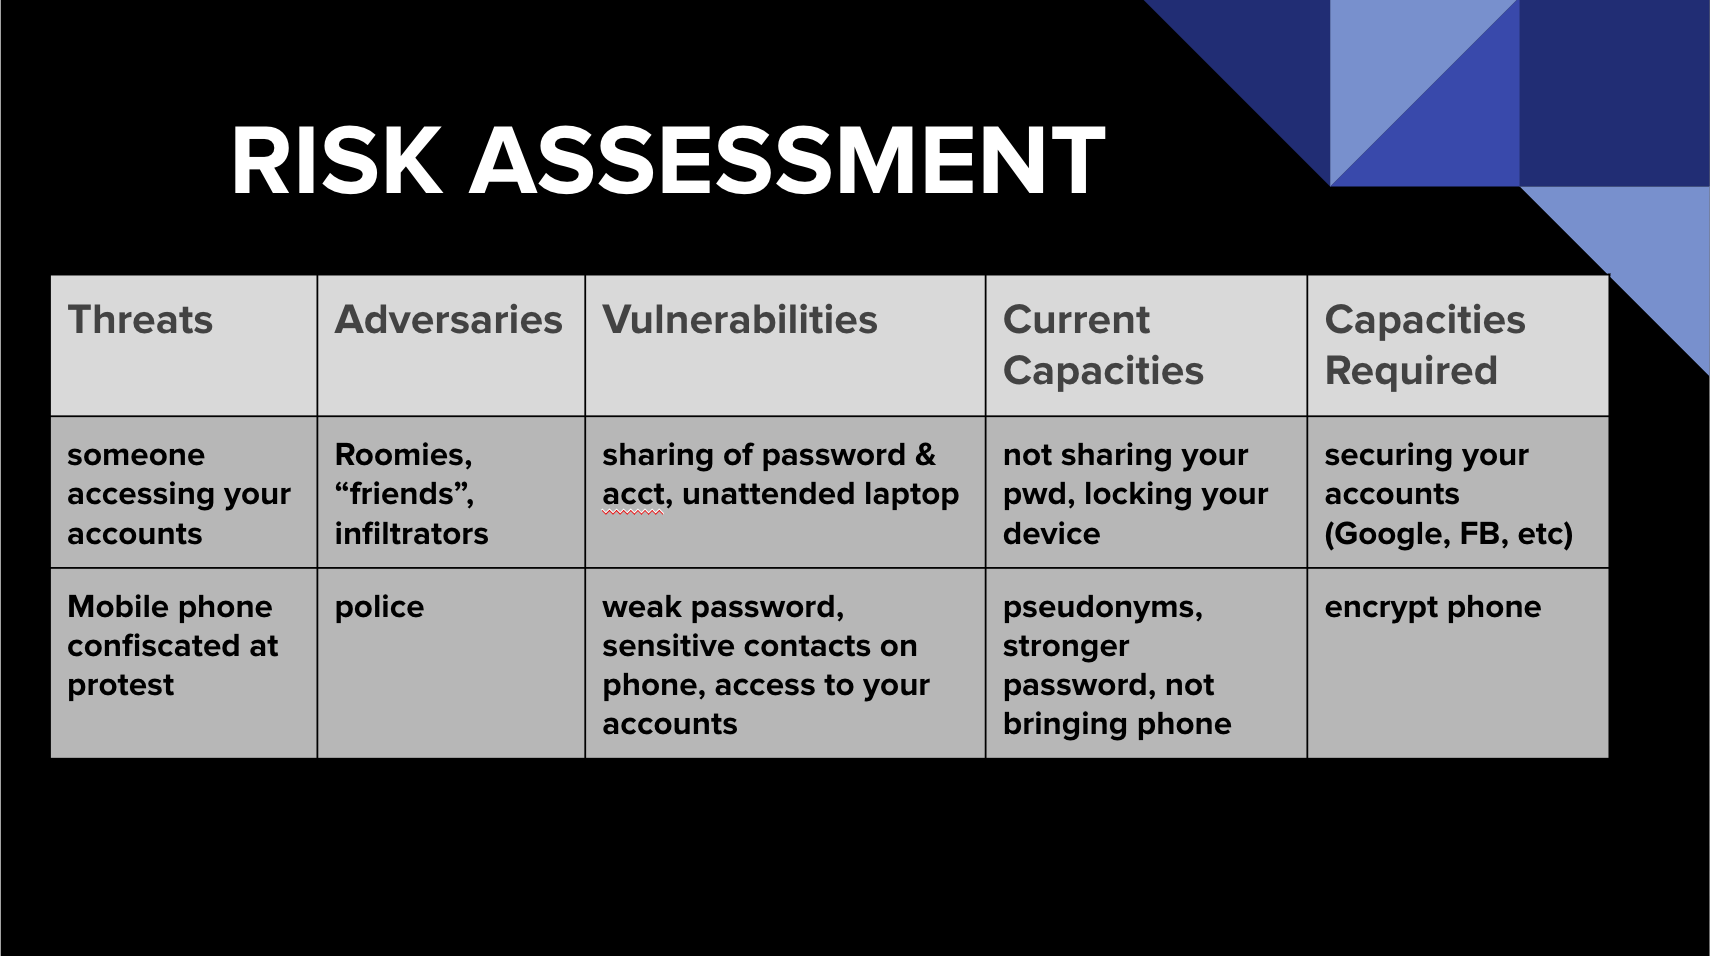 RISK ASSESSMENT
Threats
Adversaries
Vulnerabilities
Current
Capacities
Capacities
Required
someone
accessing your
accounts
Roomies,
“friends”,
infiltrators
sharing of password &
acct, unattended laptop
not sharing your
pwd, locking your
device
securing your
accounts
(Google, FB, etc)
Mobile phone
confiscated at
protest
police
weak password,
sensitive contacts on
phone, access to your
accounts
pseudonyms,
stronger
password, not
bringing phone
encrypt phone